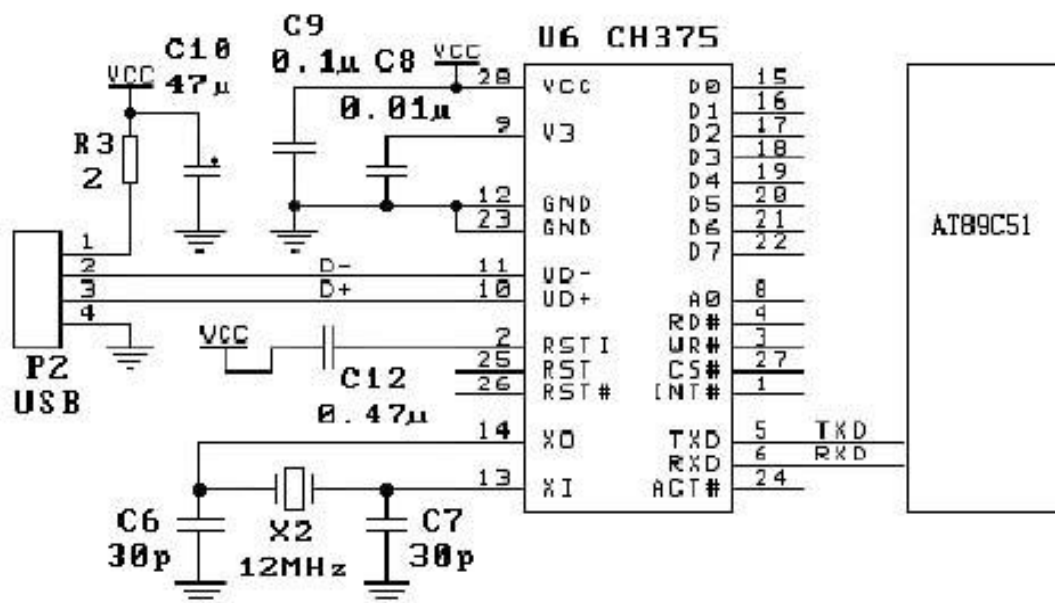 U6 CH375
C9
0.1µ
C8
0.01µ
VCC
C10
47µ
VCC
R3
2
1
2
3
4
P2
USB
D-
D+
VCC
C12
0.47µ
C6
30p
X2
12MHz
C7
30p
28 VCC
9 V3
12 GND
23 GND
11 UD-
10 UD+
2 RSTI
25 RST
26 RST#
14 XO
13 XI
D0 15
D1 16
D2 17
D3 18
D4 19
D5 20
D6 21
D7 22
A0 8
RD# 4
WR# 3
CS# 27
INT# 1
TXD 5 TXD
RXD 6 RXD
ACT# 24
AT89C51